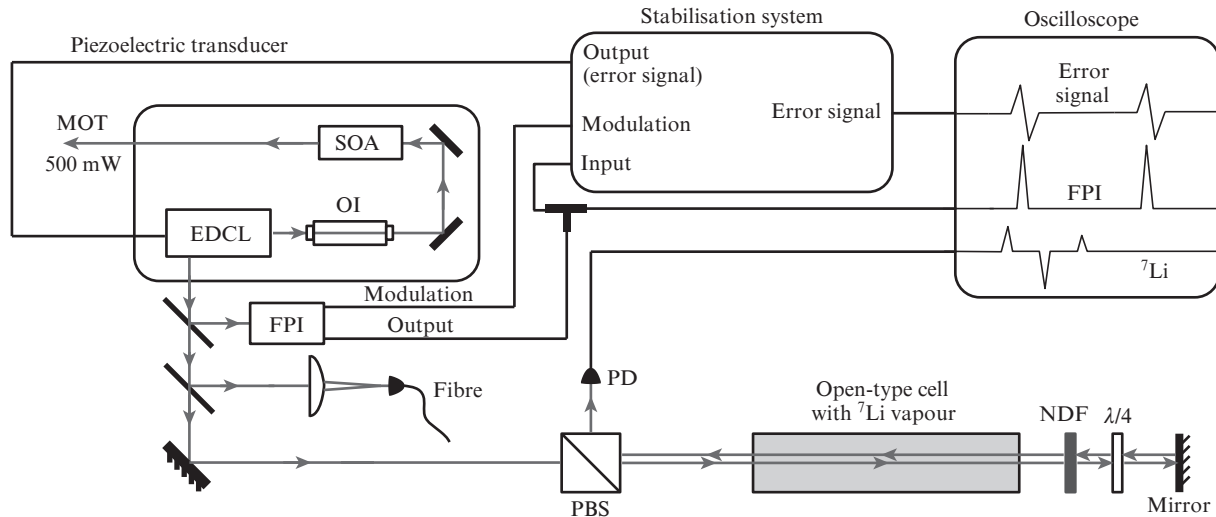 Stabilisation system
Oscilloscope
Piezoelectric transducer
Output
(error signal)
Error
signal
MOT
500 mW
SOA
Modulation
Error signal
Input
OI
FPI
EDCL
⁷Li
Modulation
FPI
Output
Fibre
PD
Open-type cell
with ⁷Li vapour
NDF
λ/4
PBS
Mirror